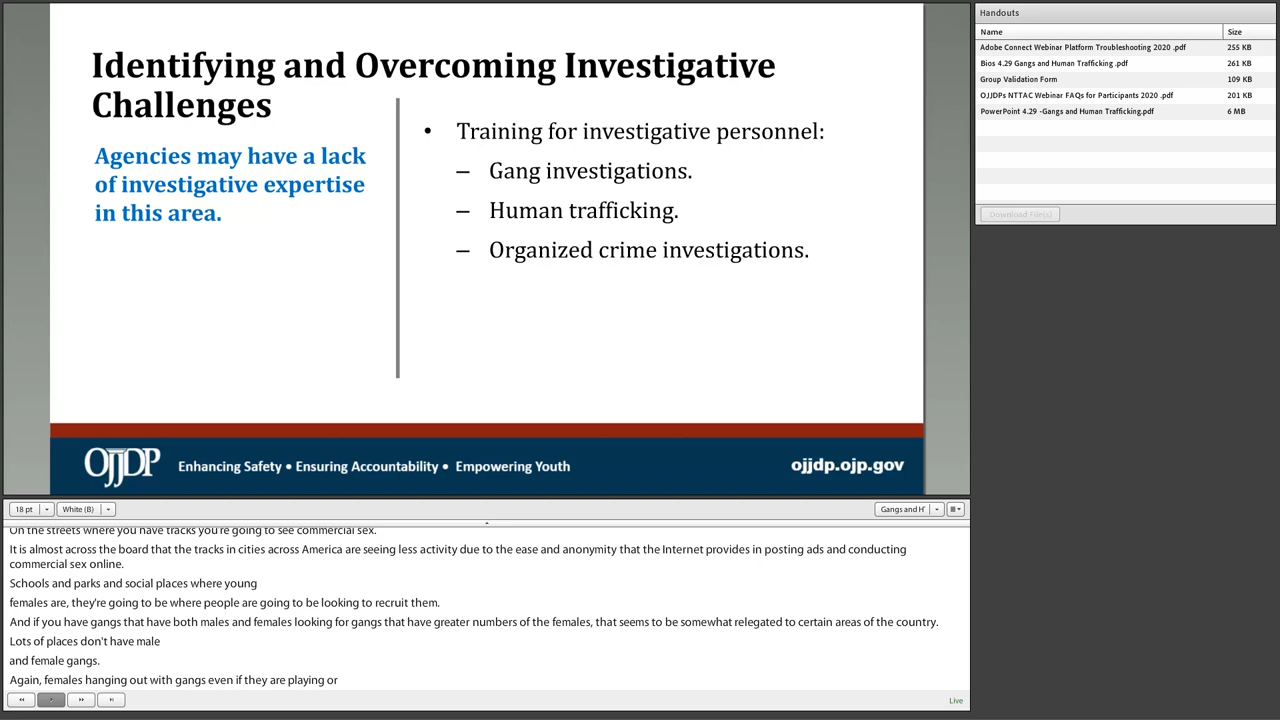 Identifying and Overcoming Investigative
Challenges
Agencies may have a lack
of investigative expertise
in this area.
• Training for investigative personnel:
– Gang investigations.
– Human trafficking.
– Organized crime investigations.
OJJDP
Enhancing Safety • Ensuring Accountability • Empowering Youth
ojjdp.ojp.gov
Handouts
Name Size
Adobe Connect Webinar Platform Troubleshooting 2020 .pdf 255 KB
Bios 4.29 Gangs and Human Trafficking .pdf 261 KB
Group Validation Form 109 KB
OJJDPs NTTAC Webinar FAQs for Participants 2020 .pdf 201 KB
PowerPoint 4.29 -Gangs and Human Trafficking.pdf 6 MB
Download File(s)
18 pt White (B) Gangs and H'
On the streets where you have tracks you're going to see commercial sex.
It is almost across the board that the tracks in cities across America are seeing less activity due to the ease and anonymity that the Internet provides in posting ads and conducting
commercial sex online.
Schools and parks and social places where young
females are, they're going to be where people are going to be looking to recruit them.
And if you have gangs that have both males and females looking for gangs that have greater numbers of the females, that seems to be somewhat relegated to certain areas of the country.
Lots of places don't have male
and female gangs.
Again, females hanging out with gangs even if they are playing or
Live